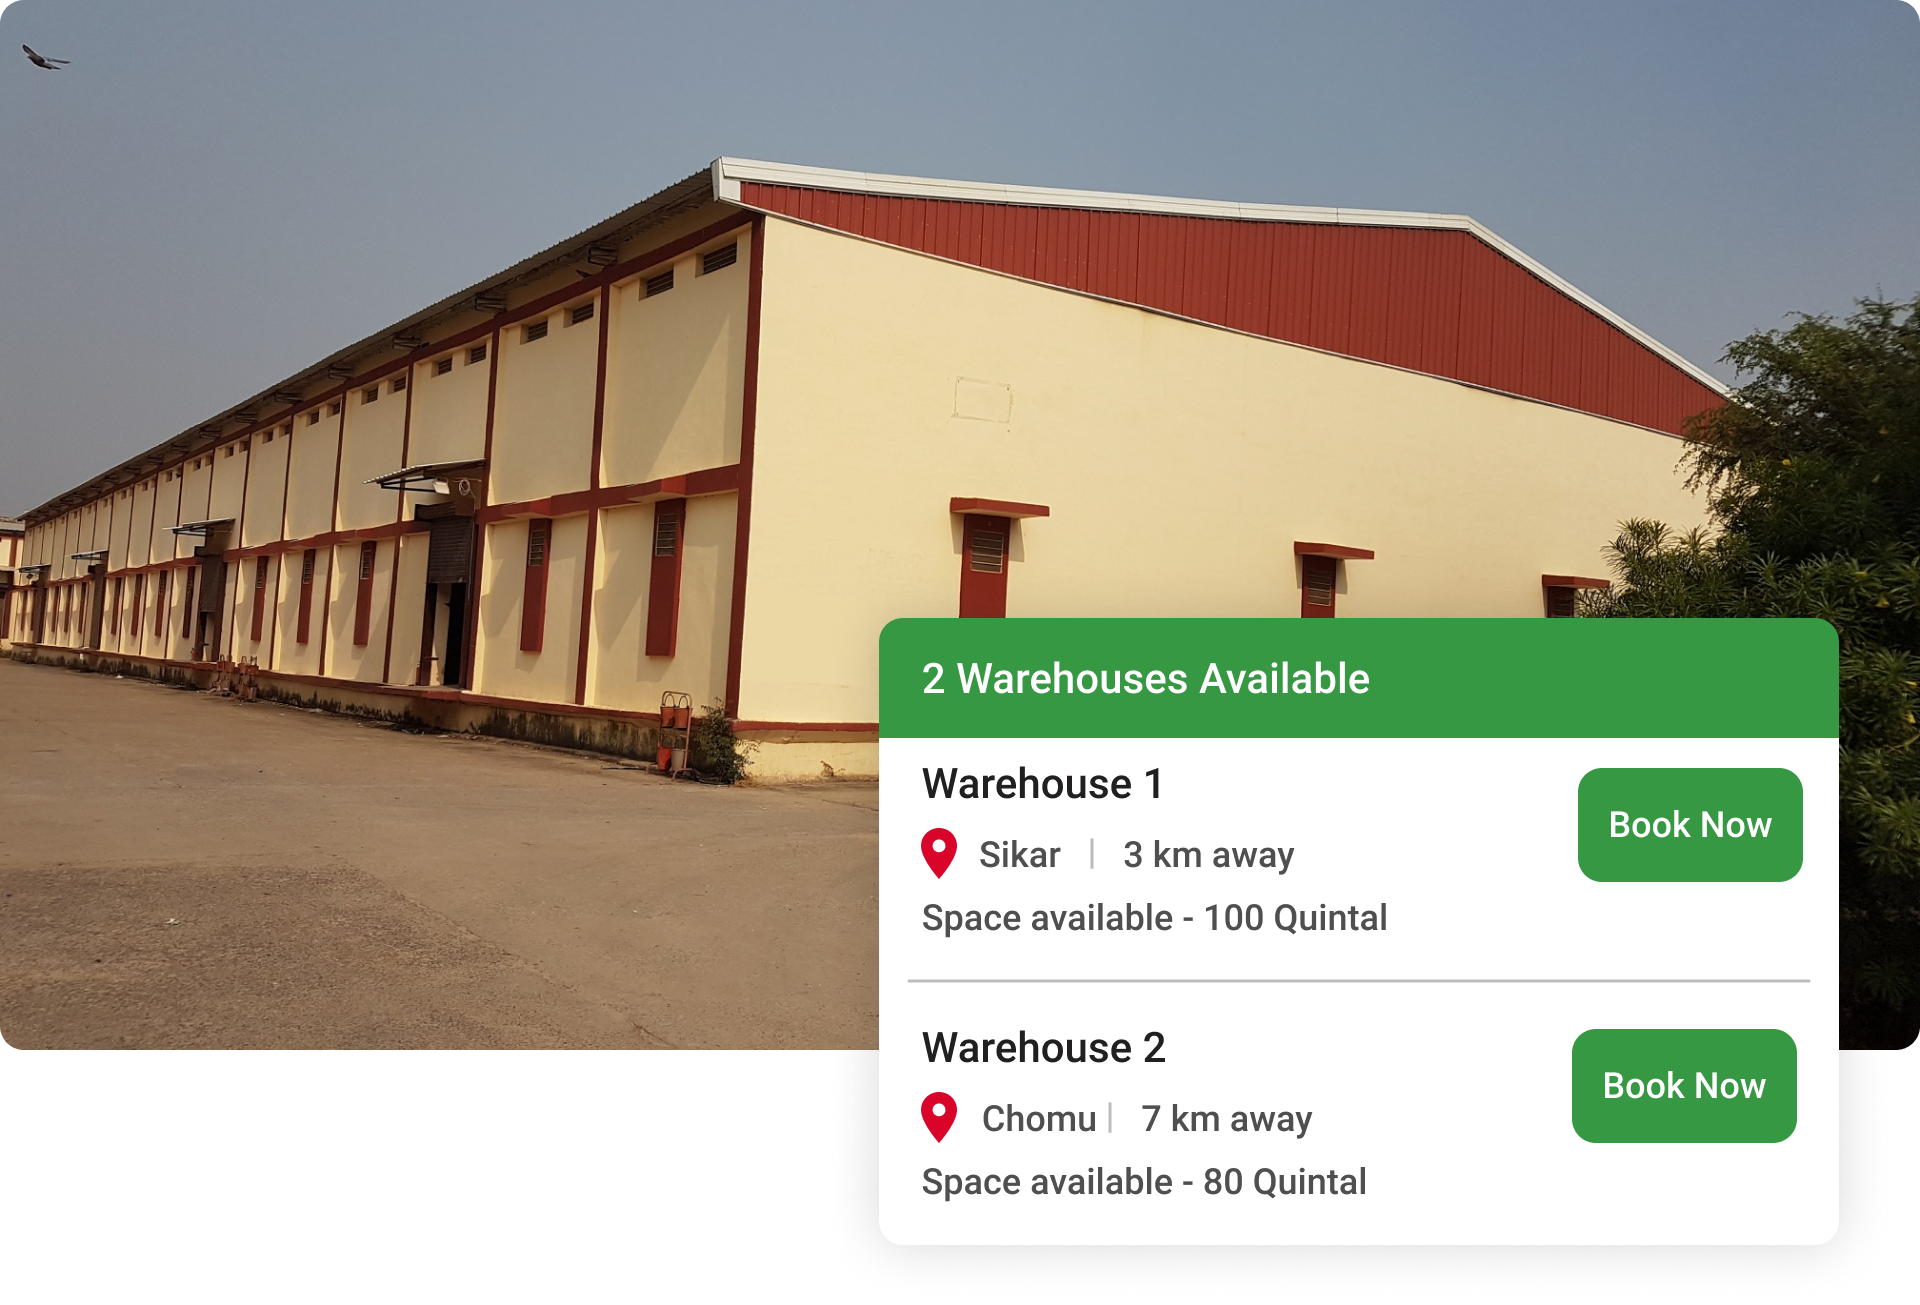 2 Warehouses Available
Warehouse 1
Book Now
Sikar | 3 km away
Space available - 100 Quintal
Warehouse 2
Book Now
Chomu | 7 km away
Space available - 80 Quintal